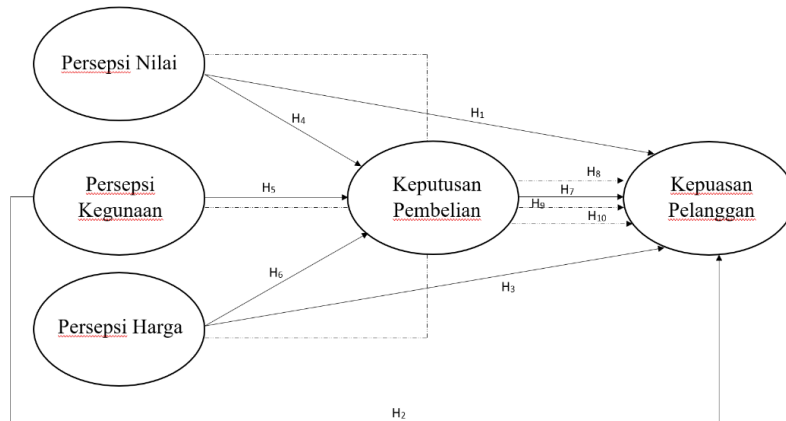 Persepsi Nilai
H1
H4
Persepsi
Kegunaan
H5
Keputusan
Pembelian
H8
H7
H9
H10
Kepuasan
Pelanggan
H6
H3
Persepsi Harga
H2